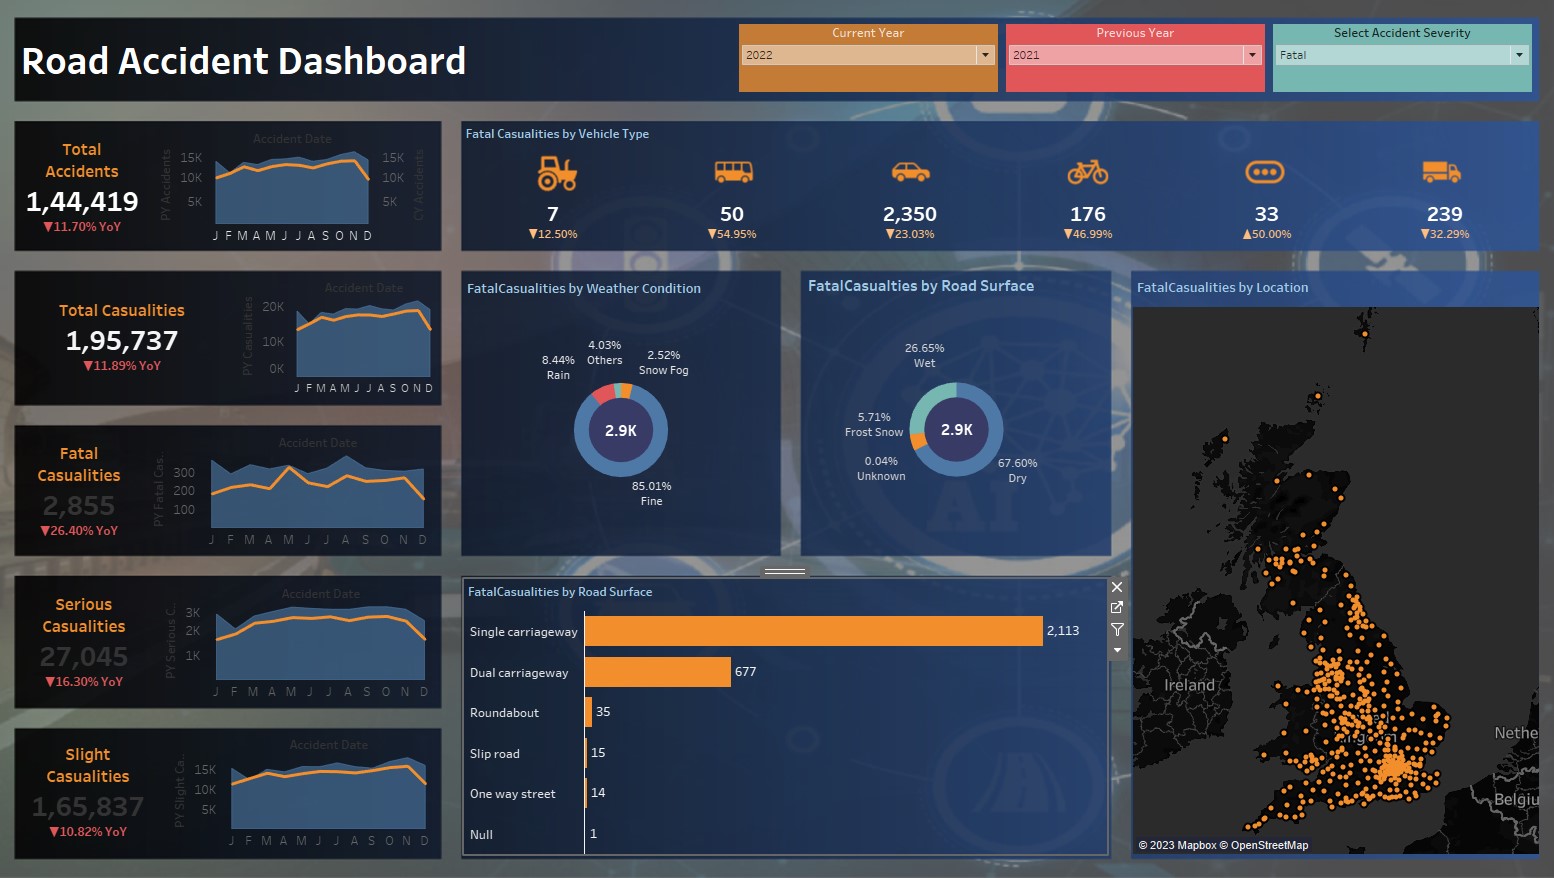 Road Accident Dashboard
Current Year
2022
Previous Year
2021
Select Accident Severity
Fatal
Total
Accidents
1,44,419
▼11.70% YoY
Accident Date
PY Accidents
15K
10K
5K
15K
10K
5K
CY Accidents
J F M A M J J A S O N D
Total Casualities
1,95,737
▼11.89% YoY
Accident Date
PY Casualities
20K
10K
0K
J F M A M J J A S O N D
Fatal
Casualities
2,855
▼26.40% YoY
Accident Date
PY Fatal Cas..
300
200
100
J F M A M J J A S O N D
Serious
Casualities
27,045
▼16.30% YoY
Accident Date
PY Serious C..
3K
2K
1K
J F M A M J J A S O N D
Slight
Casualities
1,65,837
▼10.82% YoY
Accident Date
PY Slight Ca..
15K
10K
5K
J F M A M J J A S O N D
Fatal Casualities by Vehicle Type
7 50 2,350 176 33 239
▼12.50% ▼54.95% ▼23.03% ▼46.99% ▲50.00% ▼32.29%
FatalCasualties by Weather Condition
4.03%
Others
2.52%
Snow Fog
8.44%
Rain
2.9K
85.01%
Fine
FatalCasualties by Road Surface
26.65%
Wet
5.71%
Frost Snow
2.9K
0.04%
Unknown
67.60%
Dry
AI
FatalCasualties by Road Surface
Single carriageway 2,113
Dual carriageway 677
Roundabout 35
Slip road 15
One way street 14
Null 1
FatalCasualties by Location
Ireland
Nethe
Belgiu
© 2023 Mapbox © OpenStreetMap